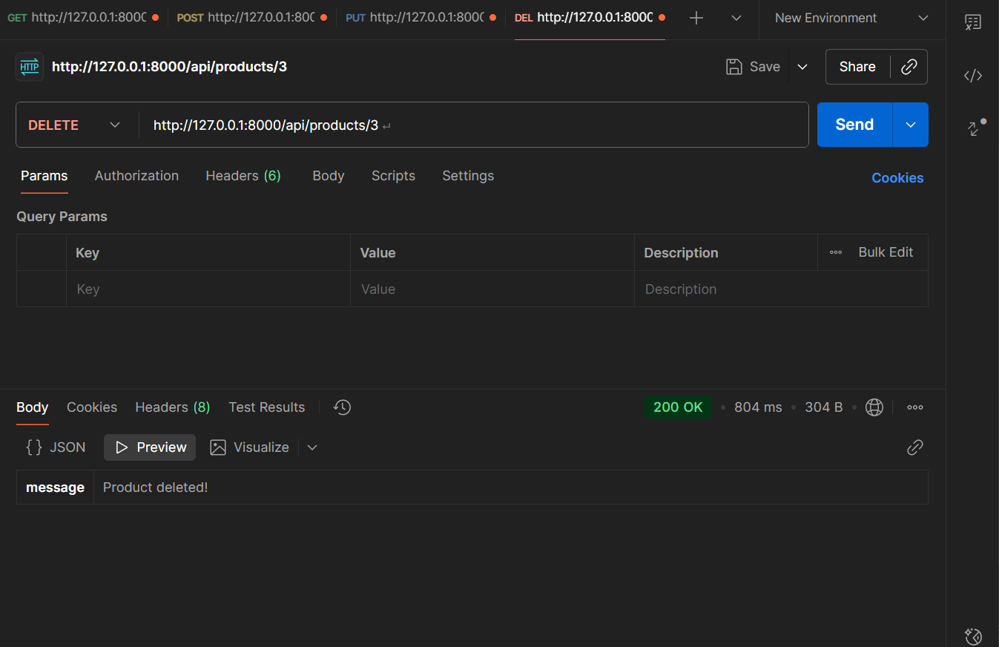 GET http://127.0.0.1:800( POST http://127.0.0.1:80( PUT http://127.0.0.1:800( DEL http://127.0.0.1:800( New Environment
HTTP http://127.0.0.1:8000/api/products/3 Save Share
DELETE http://127.0.0.1:8000/api/products/3 Send
Params Authorization Headers (6) Body Scripts Settings Cookies
Query Params
Key Value Description Bulk Edit
Key Value Description
Body Cookies Headers (8) Test Results 200 OK • 804 ms • 304 B
{} JSON Preview Visualize
message Product deleted!